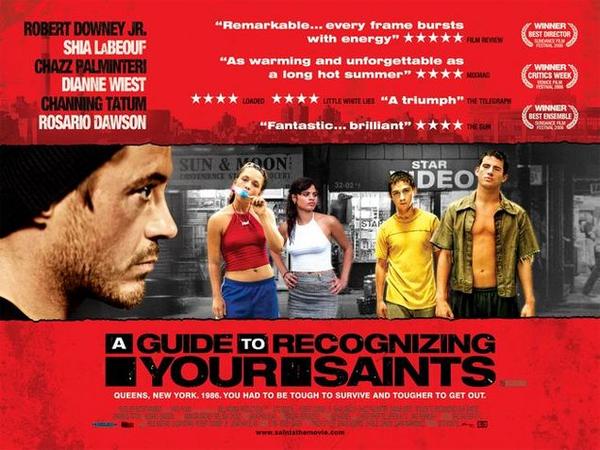 ROBERT DOWNEY JR.
SHIA LaBEOUF
CHAZZ PALMINTERI
DIANNE WIEST
CHANNING TATUM
ROSARIO DAWSON
"Remarkable... every frame bursts
with energy" ★★★★★ FILM REVIEW
"As warming and unforgettable as
a long hot summer" ★★★★ MIXMAG
★★★★ LOADED ★★★★ LITTLE WHITE LIES "A triumph" THE TELEGRAPH
"Fantastic... brilliant" ★★★★ THE SUN
WINNER
BEST DIRECTOR
SUNDANCE FILM
FESTIVAL 2006
WINNER
CRITICS WEEK
VENICE FILM
FESTIVAL 2006
WINNER
BEST ENSEMBLE
SUNDANCE FILM
FESTIVAL 2006
SUN & MOON
STAR
VIDEO
A GUIDE TO RECOGNIZING
YOUR SAINTS
QUEENS, NEW YORK. 1986. YOU HAD TO BE TOUGH TO SURVIVE AND TOUGHER TO GET OUT.
www.saintsthemovie.com